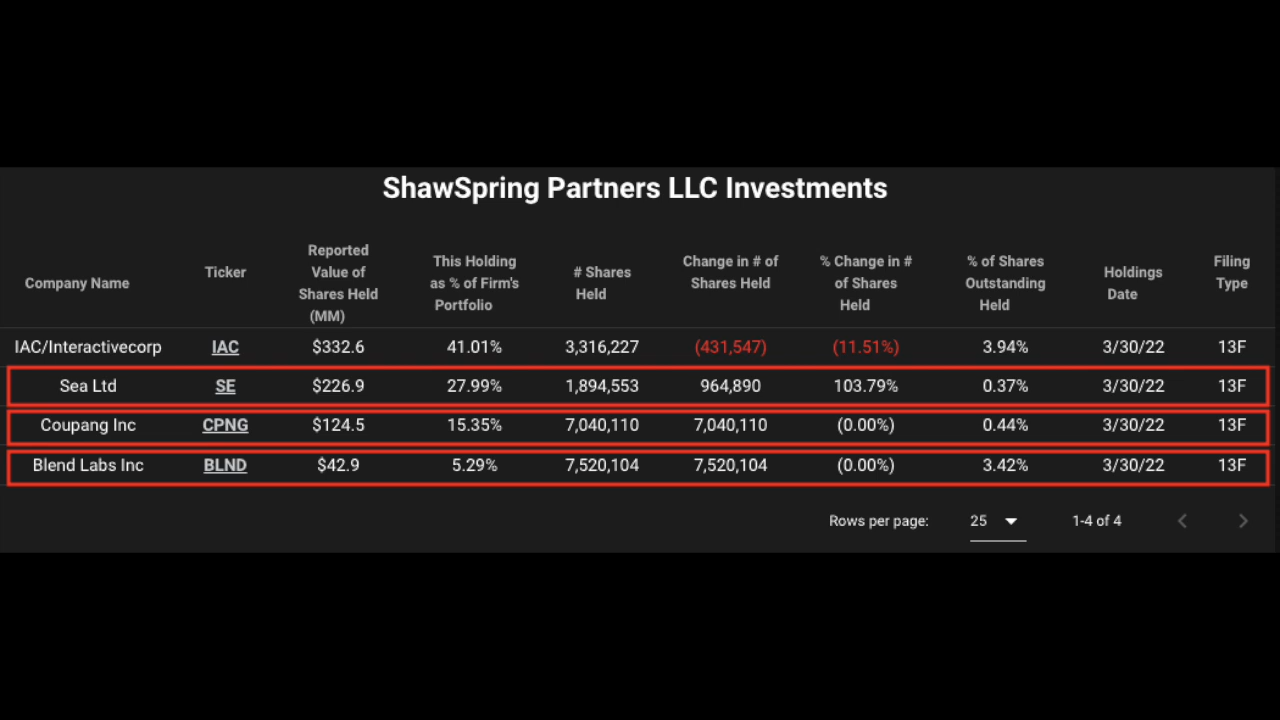 ShawSpring Partners LLC Investments
Company Name Ticker Reported Value of Shares Held (MM) This Holding as % of Firm's Portfolio # Shares Held Change in # of Shares Held % Change in # of Shares Held % of Shares Outstanding Held Holdings Date Filing Type
IAC/Interactivecorp IAC $332.6 41.01% 3,316,227 (431,547) (11.51%) 3.94% 3/30/22 13F
Sea Ltd SE $226.9 27.99% 1,894,553 964,890 103.79% 0.37% 3/30/22 13F
Coupang Inc CPNG $124.5 15.35% 7,040,110 7,040,110 (0.00%) 0.44% 3/30/22 13F
Blend Labs Inc BLND $42.9 5.29% 7,520,104 7,520,104 (0.00%) 3.42% 3/30/22 13F
Rows per page: 25 1-4 of 4